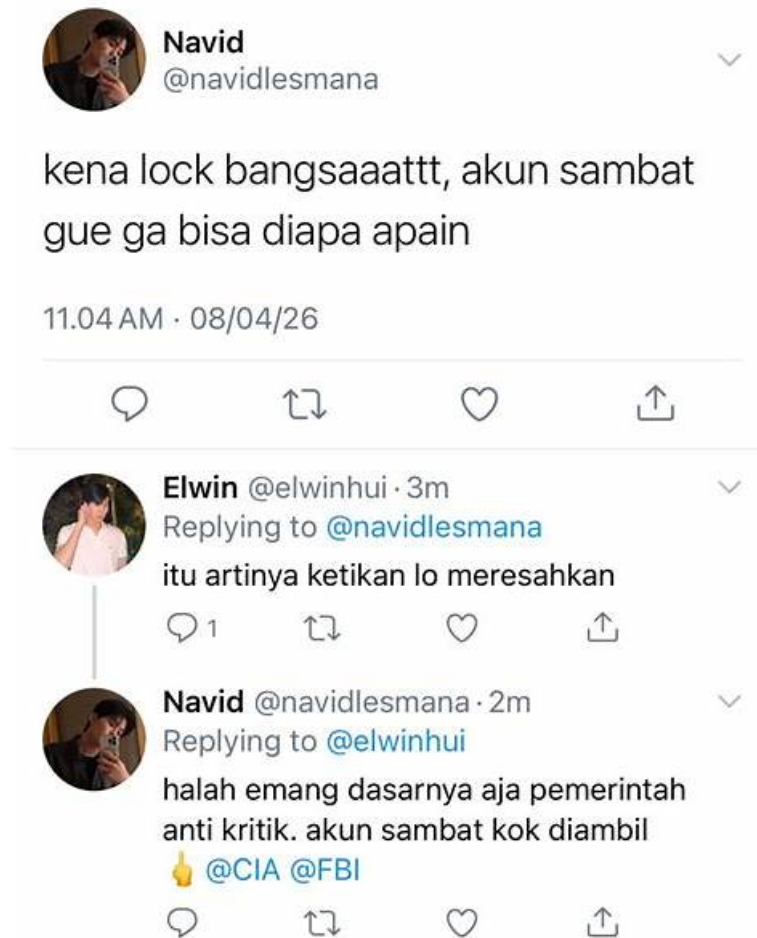 Navid
@navidlesmana
kena lock bangsaaattt, akun sambat
gue ga bisa diapa apain
11.04 AM · 08/04/26
Elwin @elwinhui · 3m
Replying to @navidlesmana
itu artinya ketikan lo meresahkan
1
Navid @navidlesmana · 2m
Replying to @elwinhui
halah emang dasarnya aja pemerintah
anti kritik. akun sambat kok diambil
🖕 @CIA @FBI